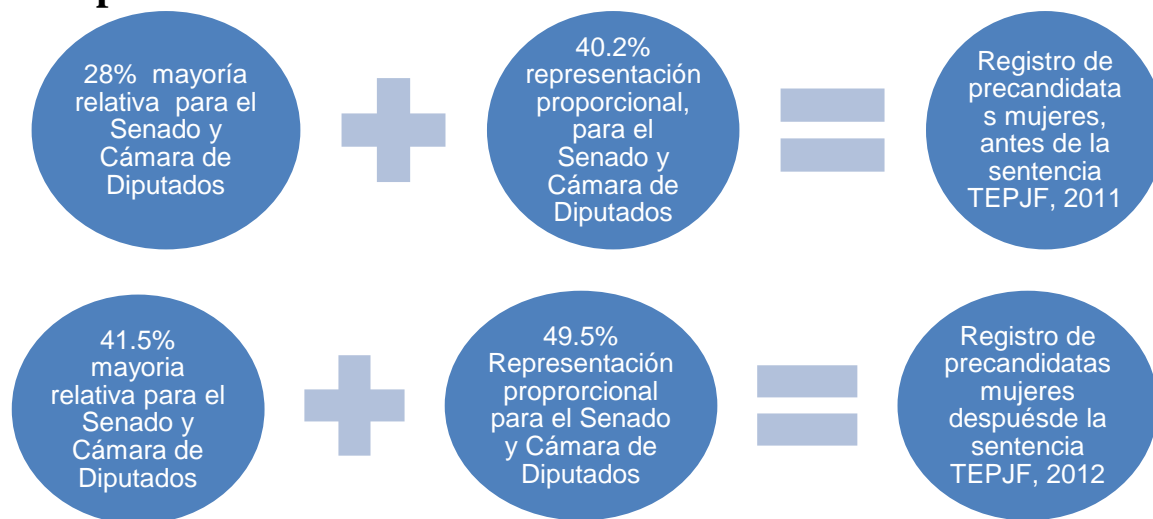 28% mayoría
relativa para el
Senado y
Cámara de
Diputados
40.2%
representación
proporcional,
para el
Senado y
Cámara de
Diputados
Registro de
precandidata
s mujeres,
antes de la
sentencia
TEPJF, 2011
41.5%
mayoria
relativa para el
Senado y
Cámara de
Diputados
49.5%
Representación
proprorcional
para el Senado
y Cámara de
Diputados
Registro de
precandidatas
mujeres
despuésde la
sentencia
TEPJF, 2012